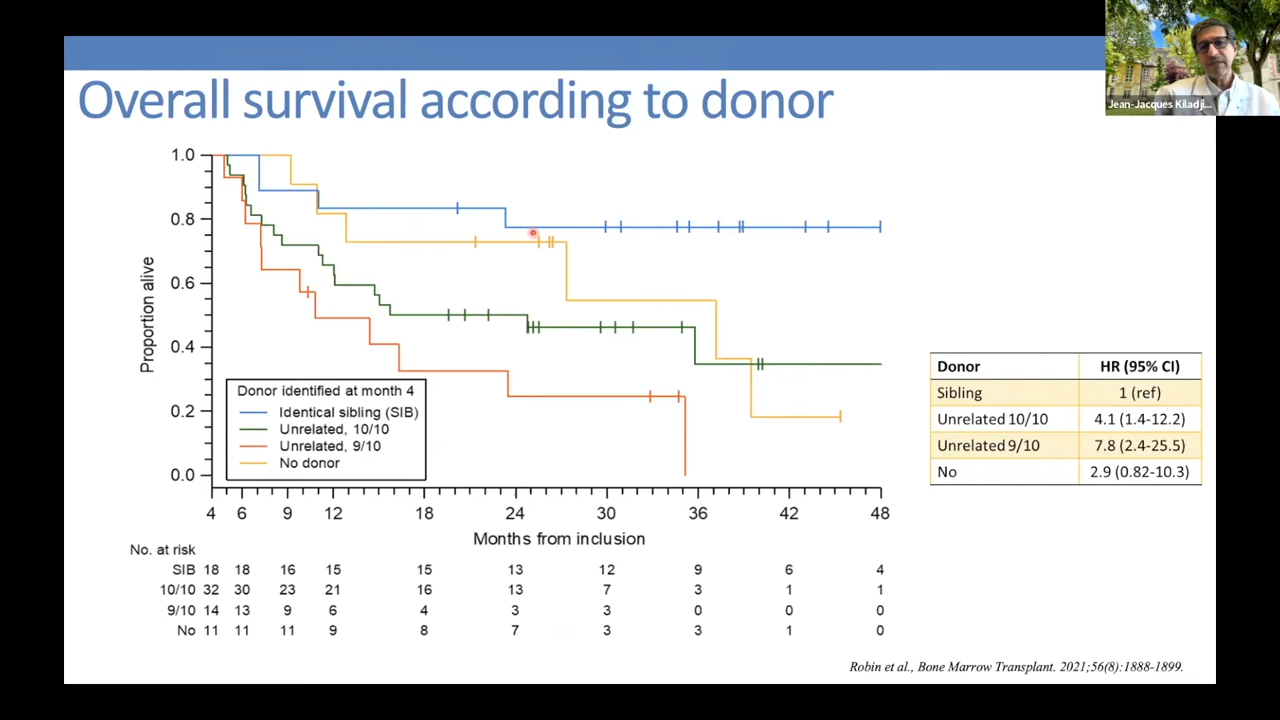 Jean-Jacques Kiladji...
Overall survival according to donor
1.0
0.8
0.6
0.4
0.2
0.0
Proportion alive
Donor identified at month 4
Identical sibling (SIB)
Unrelated, 10/10
Unrelated, 9/10
No donor
4 6 9 12 18 24 30 36 42 48
Months from inclusion
No. at risk
SIB 18 18 16 15 15 13 12 9 6 4
10/10 32 30 23 21 16 13 7 3 1 1
9/10 14 13 9 6 4 3 3 0 0 0
No 11 11 11 9 8 7 3 3 1 0
Donor HR (95% CI)
Sibling 1 (ref)
Unrelated 10/10 4.1 (1.4-12.2)
Unrelated 9/10 7.8 (2.4-25.5)
No 2.9 (0.82-10.3)
Robin et al., Bone Marrow Transplant. 2021;56(8):1888-1899.